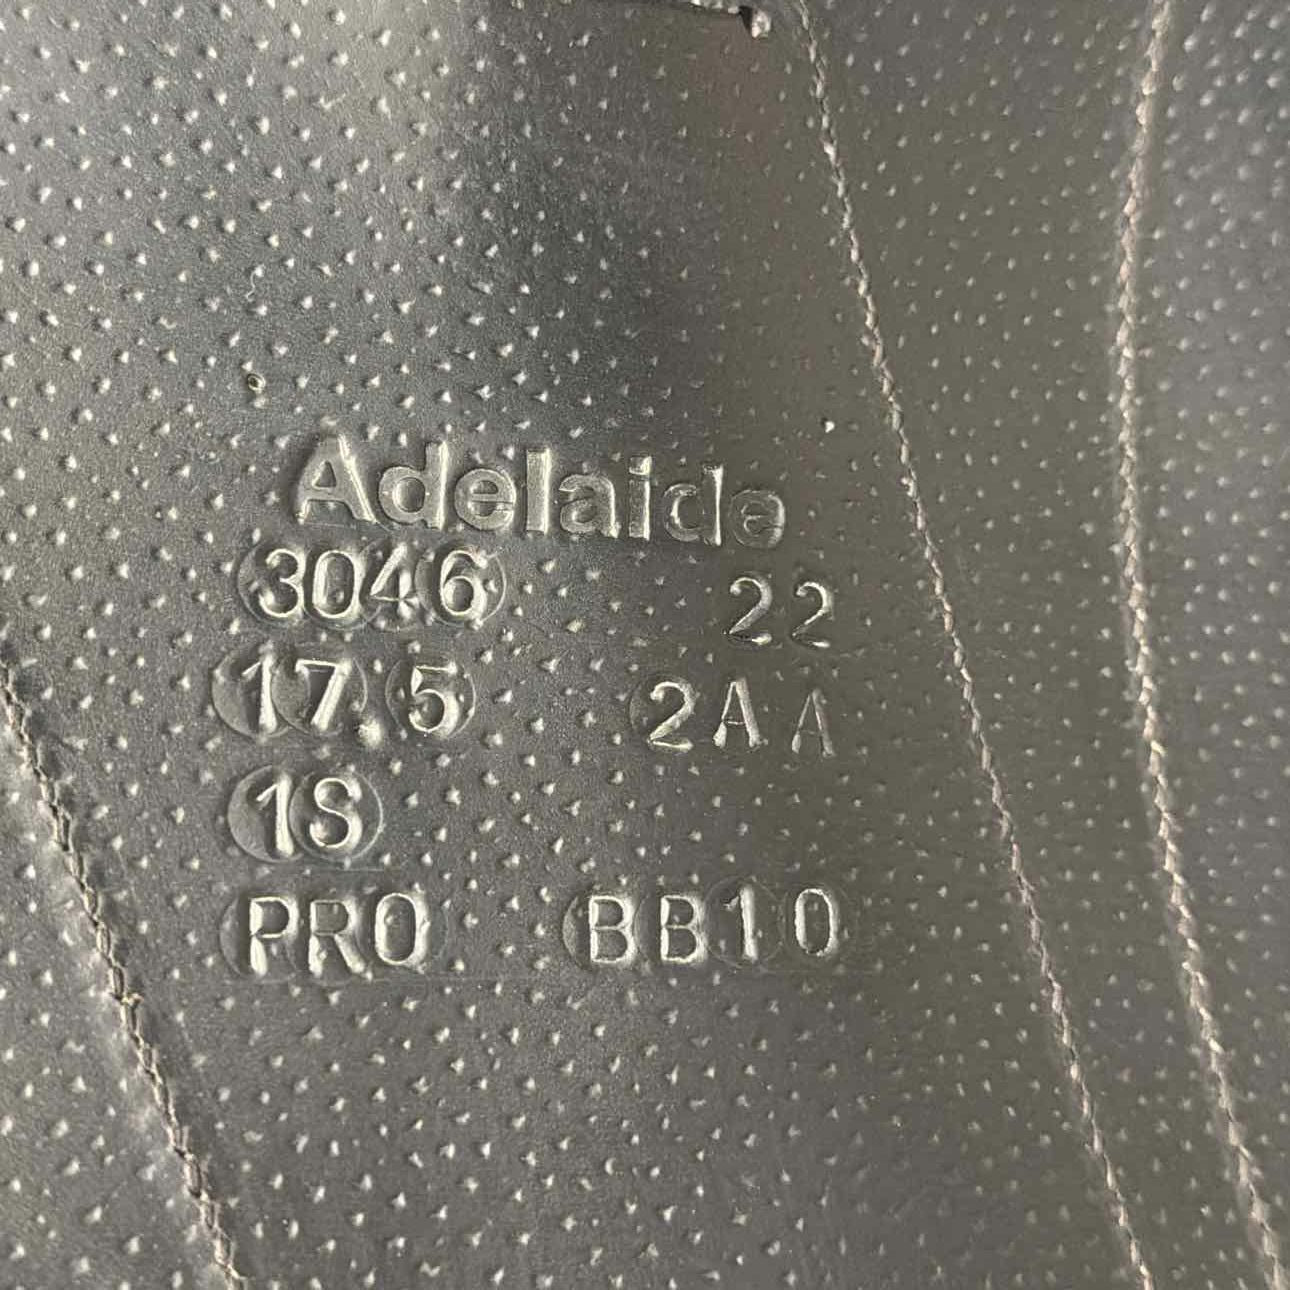 Adelaide
3046 22
17.5 2AA
1S
PRO BB10